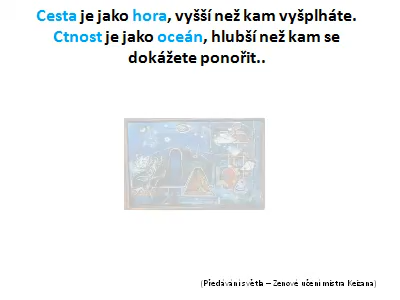 Cesta je jako hora, vyšší než kam vyšplháte.
Ctnost je jako oceán, hlubší než kam se
dokážete ponořit..
(Předávání světla – Zenové učení mistra Keizana)